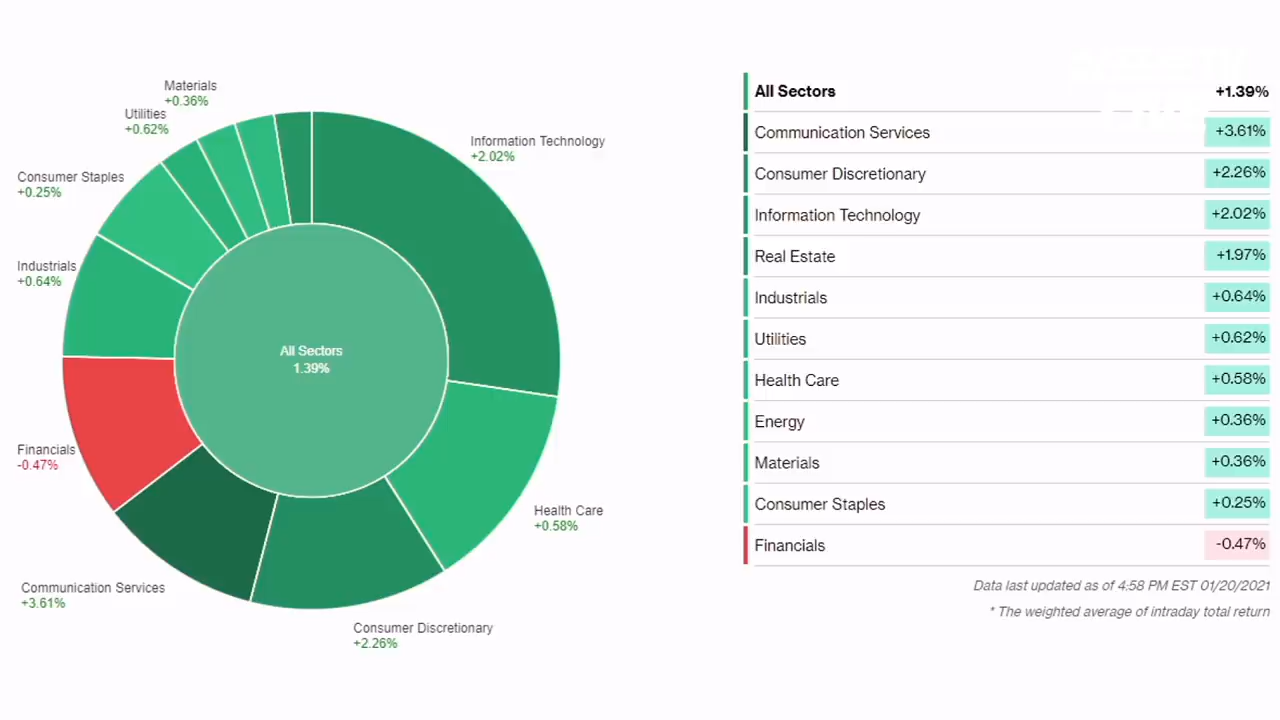 Materials
+0.36%
Utilities
+0.62%
Information Technology
+2.02%
Consumer Staples
+0.25%
Industrials
+0.64%
All Sectors
1.39%
Financials
-0.47%
Health Care
+0.58%
Communication Services
+3.61%
Consumer Discretionary
+2.26%
All Sectors +1.39%
Communication Services +3.61%
Consumer Discretionary +2.26%
Information Technology +2.02%
Real Estate +1.97%
Industrials +0.64%
Utilities +0.62%
Health Care +0.58%
Energy +0.36%
Materials +0.36%
Consumer Staples +0.25%
Financials -0.47%
Data last updated as of 4:58 PM EST 01/20/2021
* The weighted average of intraday total return